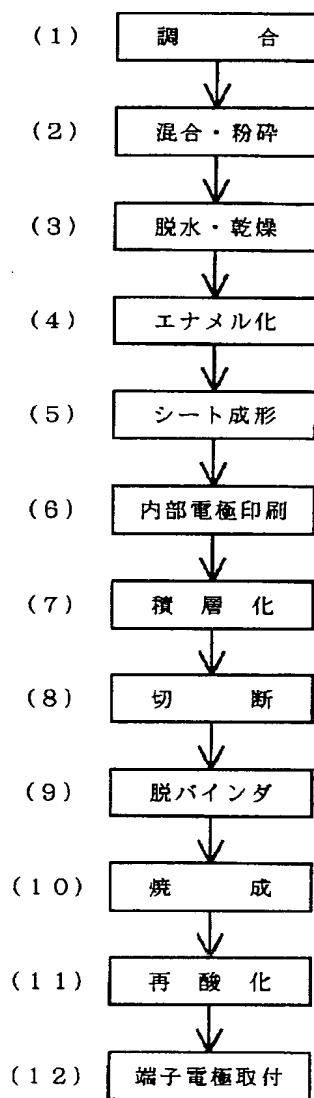 (1) 調合
(2) 混合・粉砕
(3) 脱水・乾燥
(4) エナメル化
(5) シート成形
(6) 内部電極印刷
(7) 積層化
(8) 切断
(9) 脱バインダ
(10) 焼成
(11) 再酸化
(12) 端子電極取付